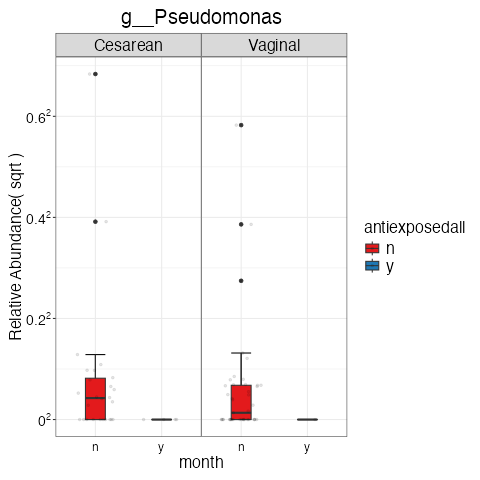 g__Pseudomonas
Cesarean Vaginal
Relative Abundance( sqrt )
0.6²
0.4²
0.2²
0²
n y n y
month
antiexposedall
n
y